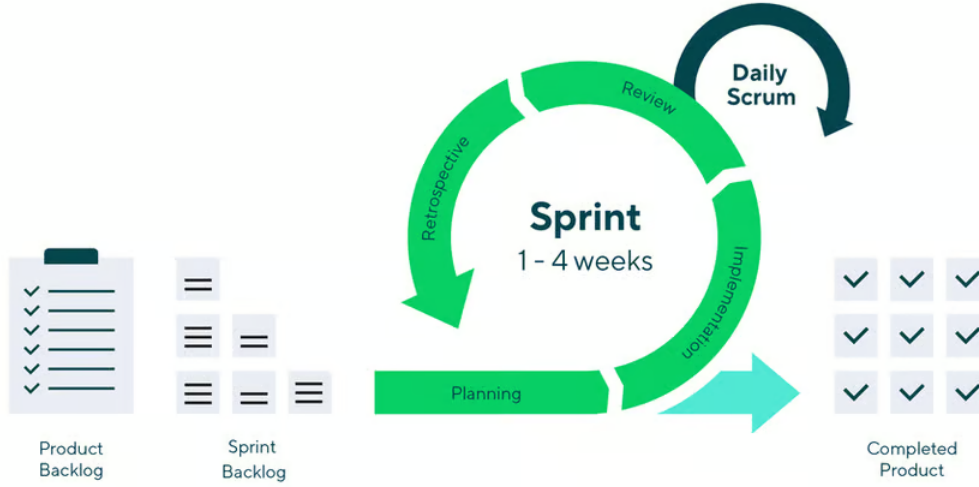 Daily
Scrum
Review
Retrospective
Sprint
1 - 4 weeks
Implementation
Planning
Product
Backlog
Sprint
Backlog
Completed
Product